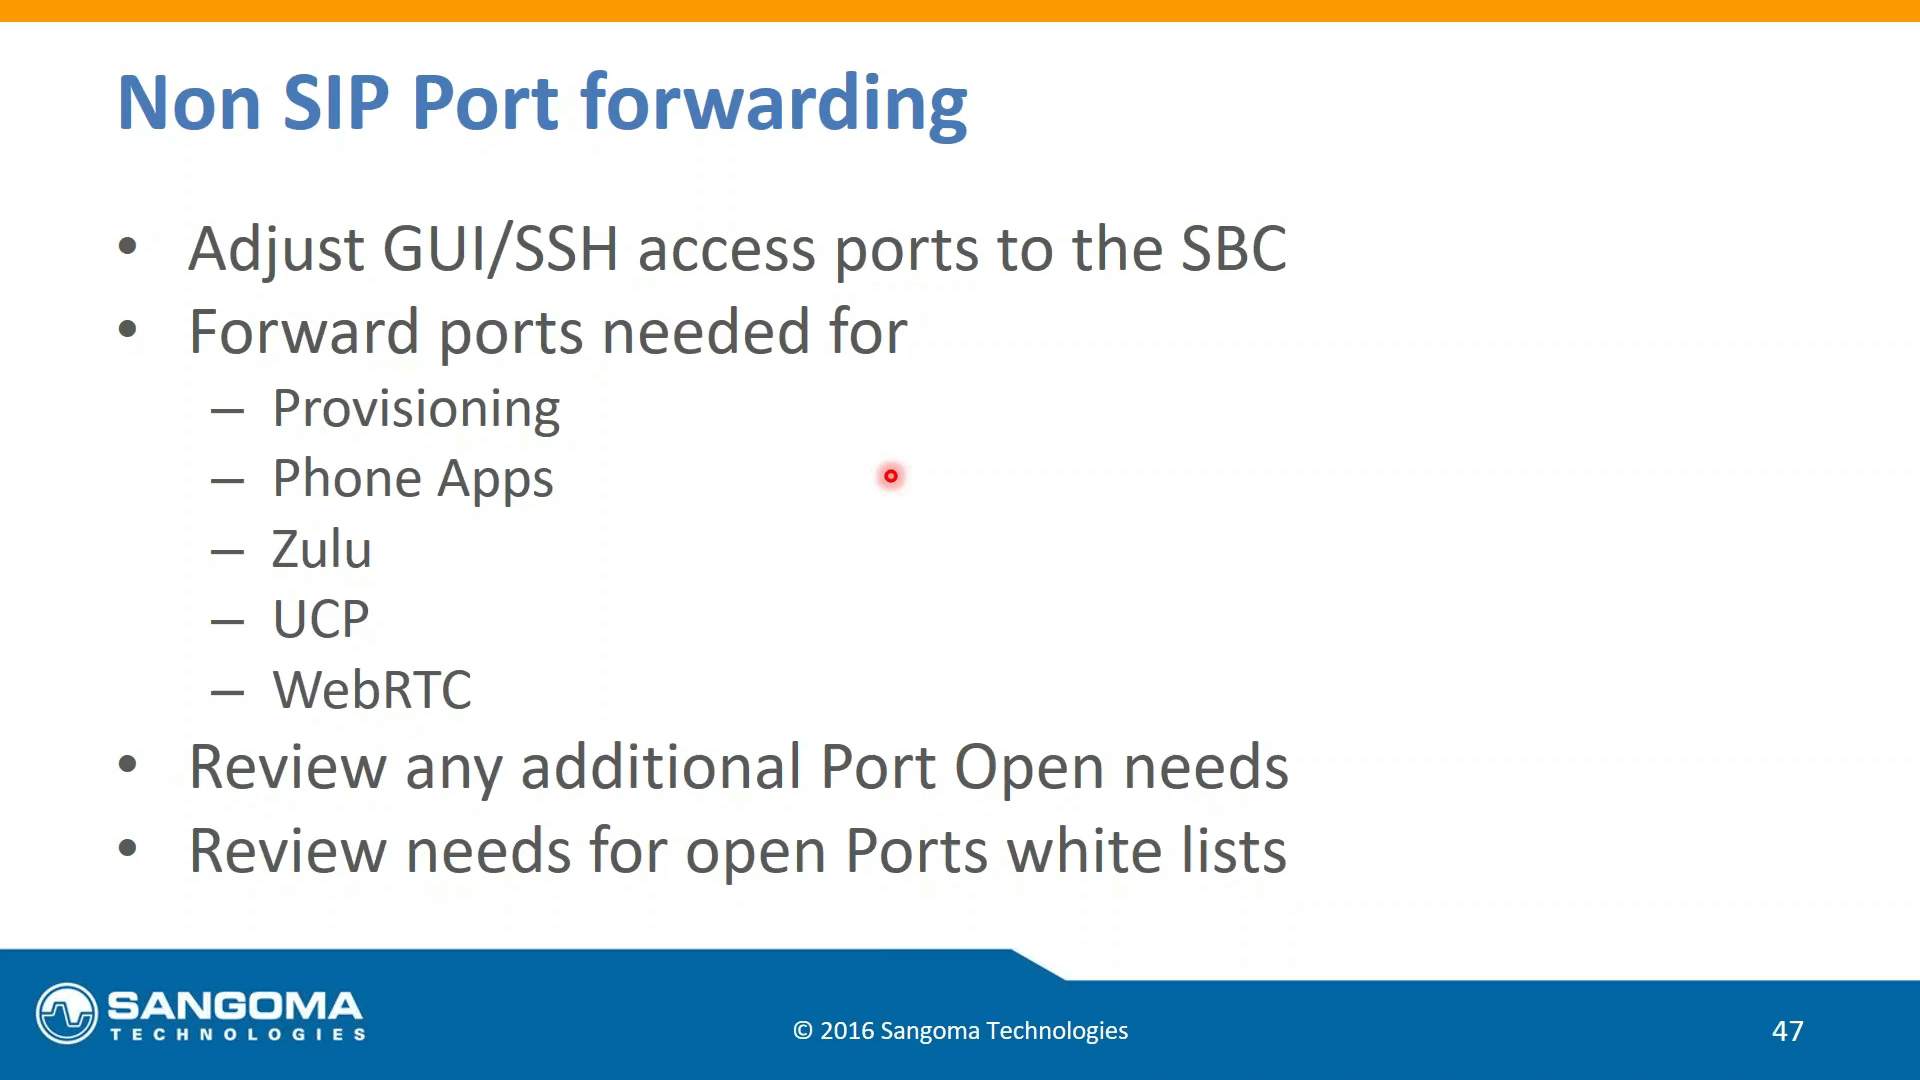 Non SIP Port forwarding
• Adjust GUI/SSH access ports to the SBC
• Forward ports needed for
– Provisioning
– Phone Apps
– Zulu
– UCP
– WebRTC
• Review any additional Port Open needs
• Review needs for open Ports white lists
SANGOMA
TECHNOLOGIES
© 2016 Sangoma Technologies
47